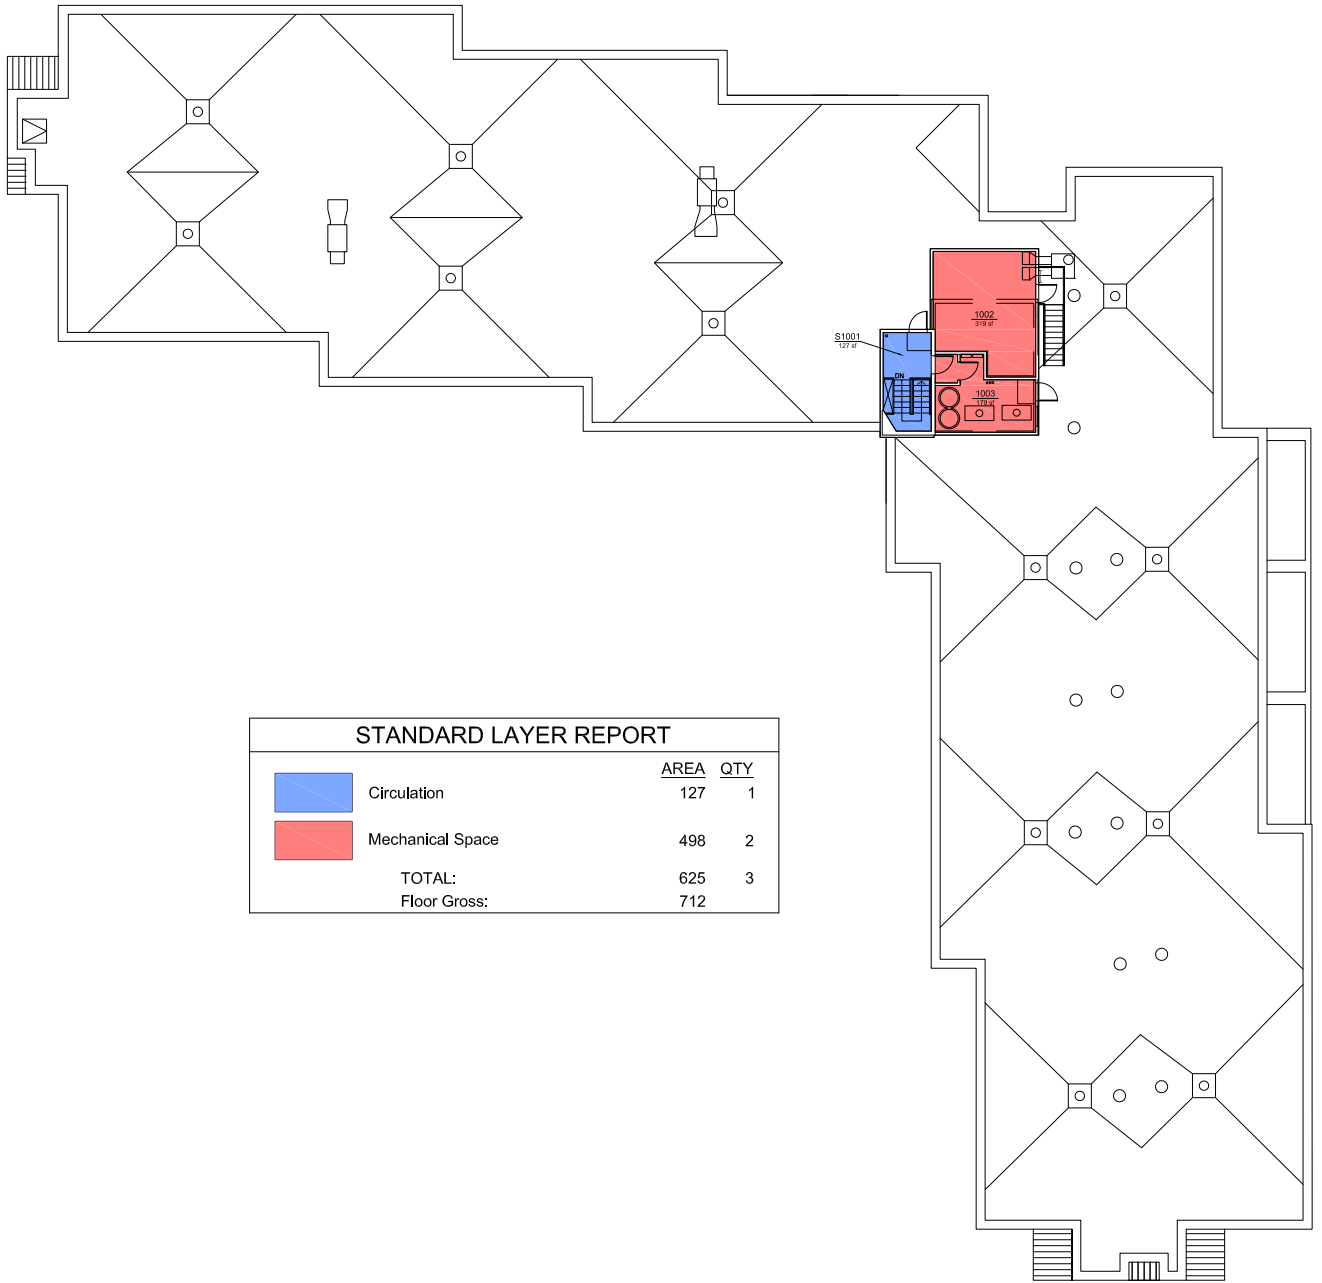 1002
319 sf
S1001
127 sf
DN
1003
179 sf
STANDARD LAYER REPORT
AREA QTY
Circulation 127 1
Mechanical Space 498 2
TOTAL: 625 3
Floor Gross: 712